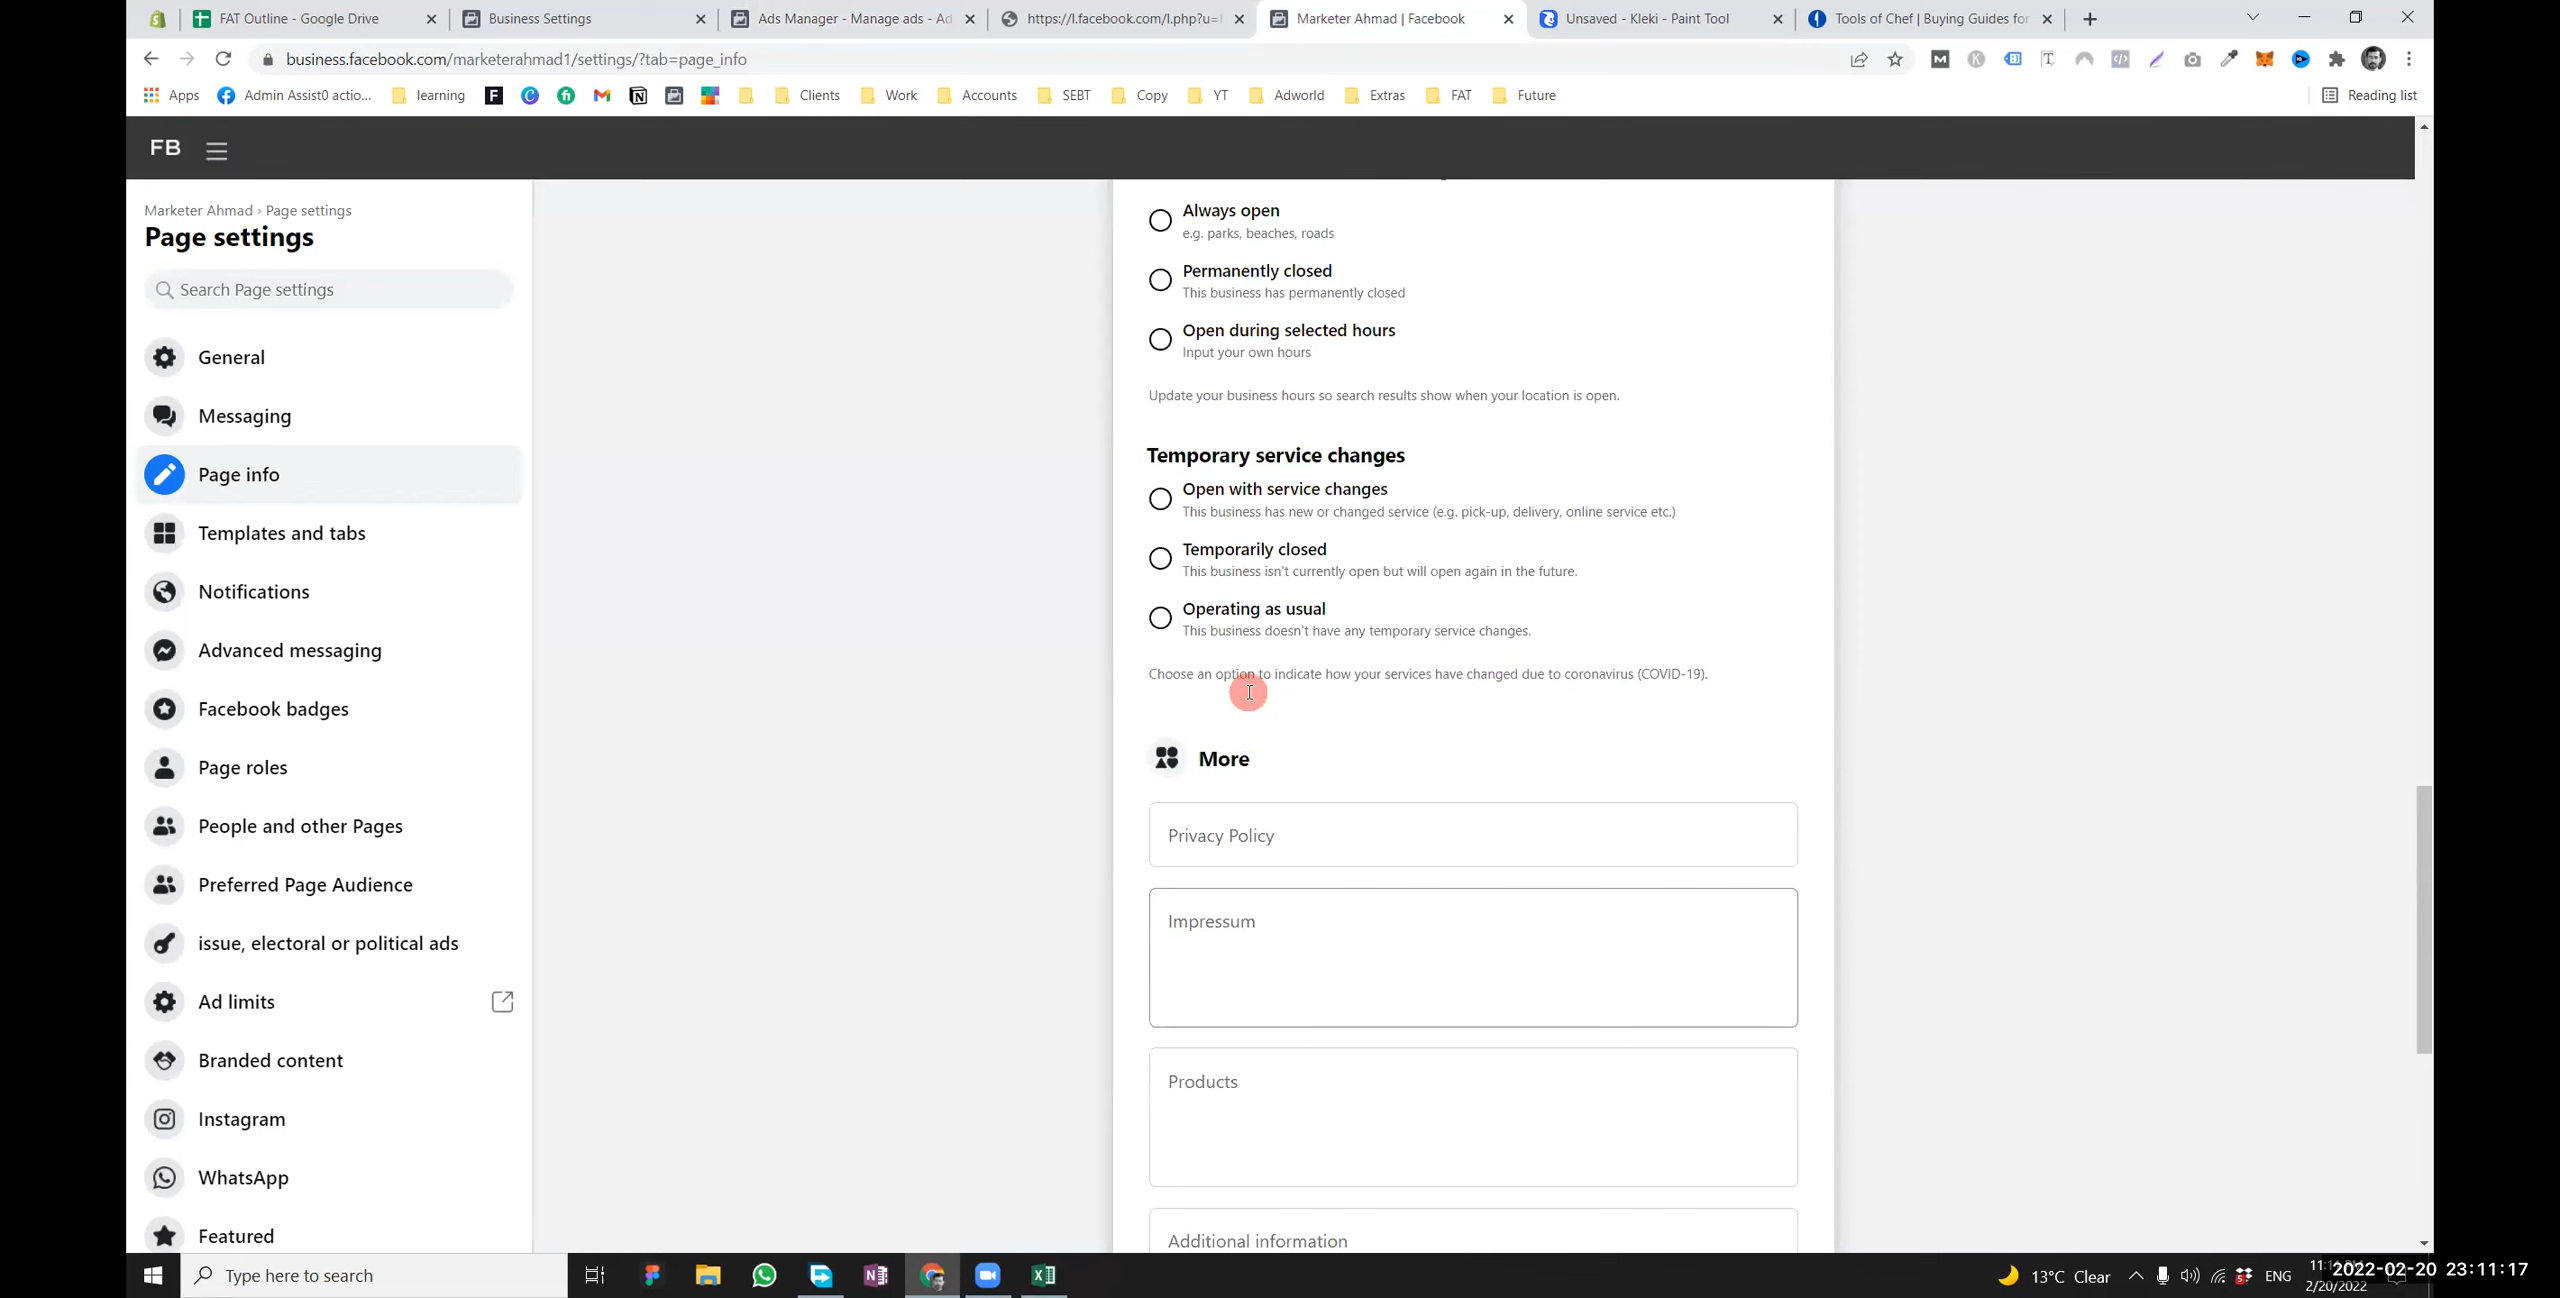 FAT Outline - Google Drive
Business Settings
Ads Manager - Manage ads - Ad
https://l.facebook.com/l.php?u=
Marketer Ahmad | Facebook
Unsaved - Kleki - Paint Tool
Tools of Chef | Buying Guides for
business.facebook.com/marketerahmad1/settings/?tab=page_info
Apps
Admin Assist0 actio...
learning
Clients
Work
Accounts
SEBT
Copy
YT
Adworld
Extras
FAT
Future
Reading list
FB
Marketer Ahmad › Page settings
Page settings
Search Page settings
General
Messaging
Page info
Templates and tabs
Notifications
Advanced messaging
Facebook badges
Page roles
People and other Pages
Preferred Page Audience
issue, electoral or political ads
Ad limits
Branded content
Instagram
WhatsApp
Featured
Always open
e.g. parks, beaches, roads
Permanently closed
This business has permanently closed
Open during selected hours
Input your own hours
Update your business hours so search results show when your location is open.
Temporary service changes
Open with service changes
This business has new or changed service (e.g. pick-up, delivery, online service etc.)
Temporarily closed
This business isn't currently open but will open again in the future.
Operating as usual
This business doesn't have any temporary service changes.
Choose an option to indicate how your services have changed due to coronavirus (COVID-19).
More
Privacy Policy
Impressum
Products
Additional information
Type here to search
13°C Clear
ENG
2022-02-20 23:11:17
2/20/2022